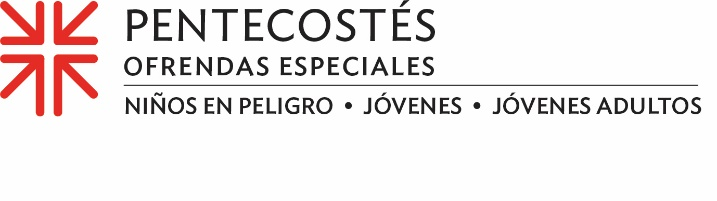 PENTECOSTÉS
OFRENDAS ESPECIALES
NIÑOS EN PELIGRO • JÓVENES • JÓVENES ADULTOS